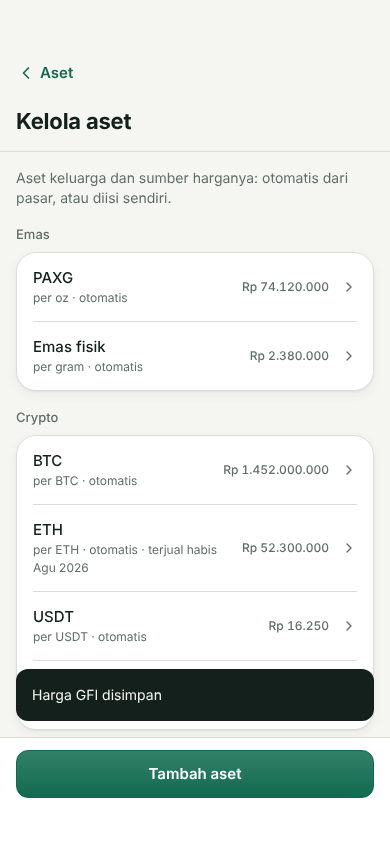 Aset
Kelola aset
Aset keluarga dan sumber harganya: otomatis dari
pasar, atau diisi sendiri.
Emas
PAXG
per oz · otomatis
Rp 74.120.000
Emas fisik
per gram · otomatis
Rp 2.380.000
Crypto
BTC
per BTC · otomatis
Rp 1.452.000.000
ETH
per ETH · otomatis · terjual habis
Agu 2026
Rp 52.300.000
USDT
per USDT · otomatis
Rp 16.250
Harga GFI disimpan
Tambah aset